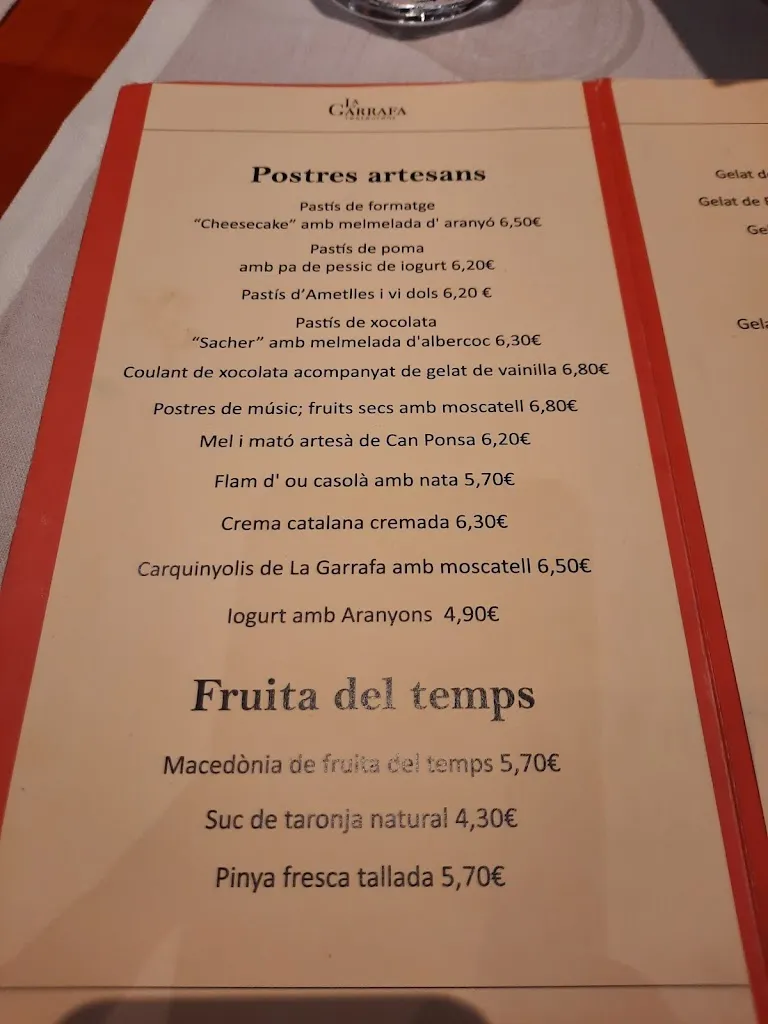 LA
GARRAFA
restaurant
Postres artesans
Pastís de formatge
“Cheesecake” amb melmelada d' aranyó 6,50€
Pastís de poma
amb pa de pessic de iogurt 6,20€
Pastís d’Ametlles i vi dols 6,20 €
Pastís de xocolata
“Sacher” amb melmelada d'albercoc 6,30€
Coulant de xocolata acompanyat de gelat de vainilla 6,80€
Postres de músic; fruits secs amb moscatell 6,80€
Mel i mató artesà de Can Ponsa 6,20€
Flam d' ou casolà amb nata 5,70€
Crema catalana cremada 6,30€
Carquinyolis de La Garrafa amb moscatell 6,50€
Iogurt amb Aranyons 4,90€
Fruita del temps
Macedònia de fruita del temps 5,70€
Suc de taronja natural 4,30€
Pinya fresca tallada 5,70€
Gelat
Gelat de